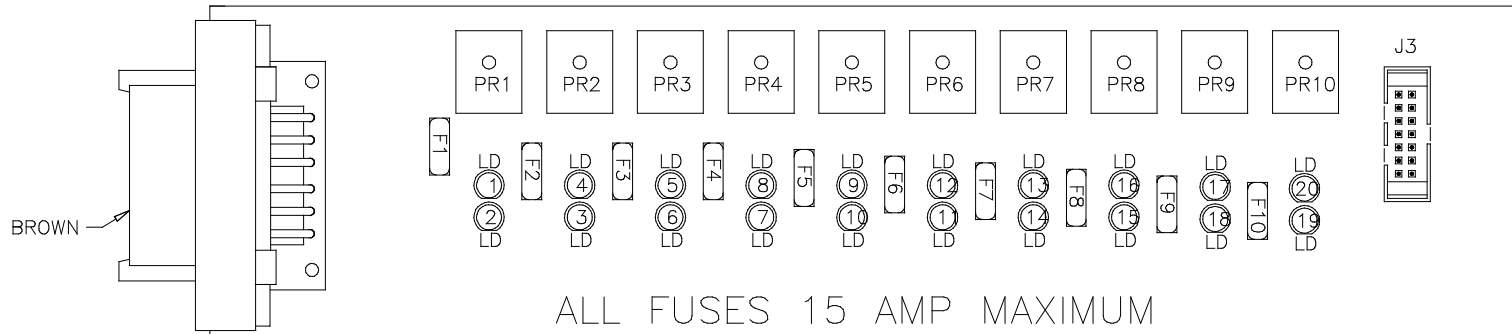 J3
PR1 PR2 PR3 PR4 PR5 PR6 PR7 PR8 PR9 PR10
F1 F2 F3 F4 F5 F6 F7 F8 F9 F10
LD LD LD LD LD LD LD LD LD LD
1 4 5 8 9 12 13 16 17 20
2 3 6 7 10 11 14 15 18 19
LD LD LD LD LD LD LD LD LD LD
BROWN
ALL FUSES 15 AMP MAXIMUM